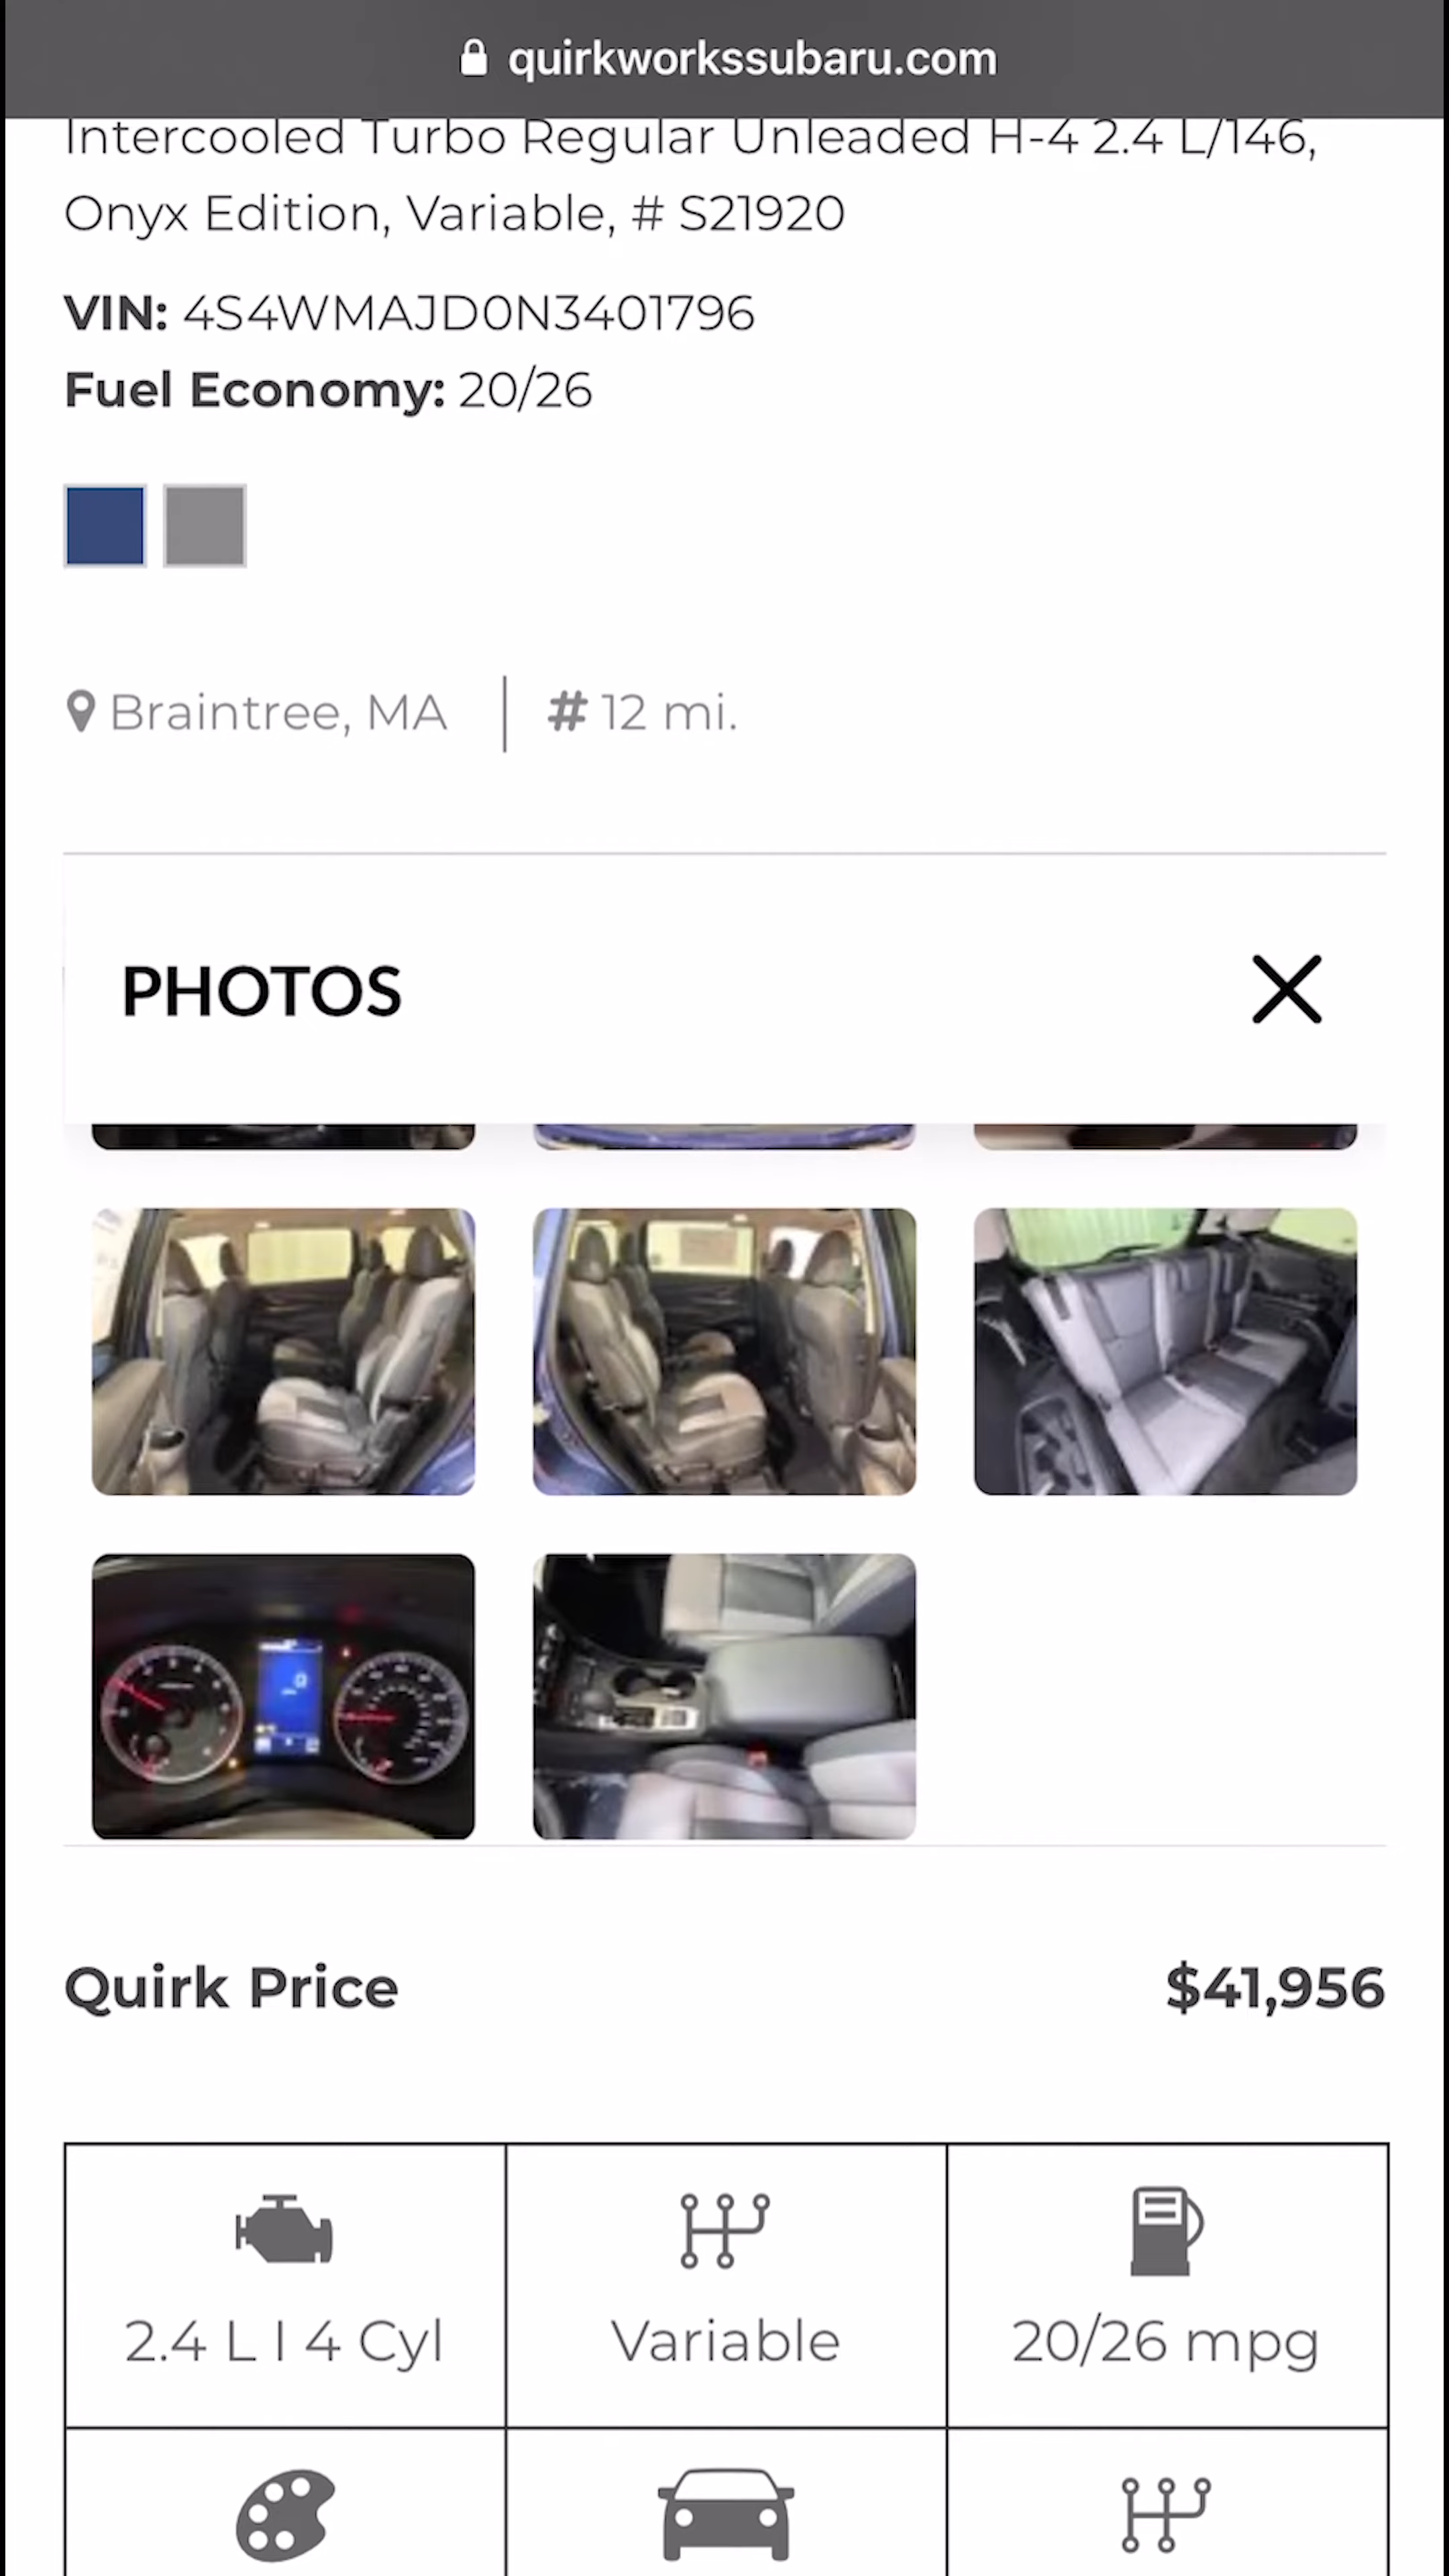 quirkworkssubaru.com
Intercooled Turbo Regular Unleaded H-4 2.4 L/146,
Onyx Edition, Variable, # S21920
VIN: 4S4WMAJD0N3401796
Fuel Economy: 20/26
Braintree, MA | # 12 mi.
PHOTOS
Quirk Price $41,956
2.4 L I 4 Cyl
Variable
20/26 mpg